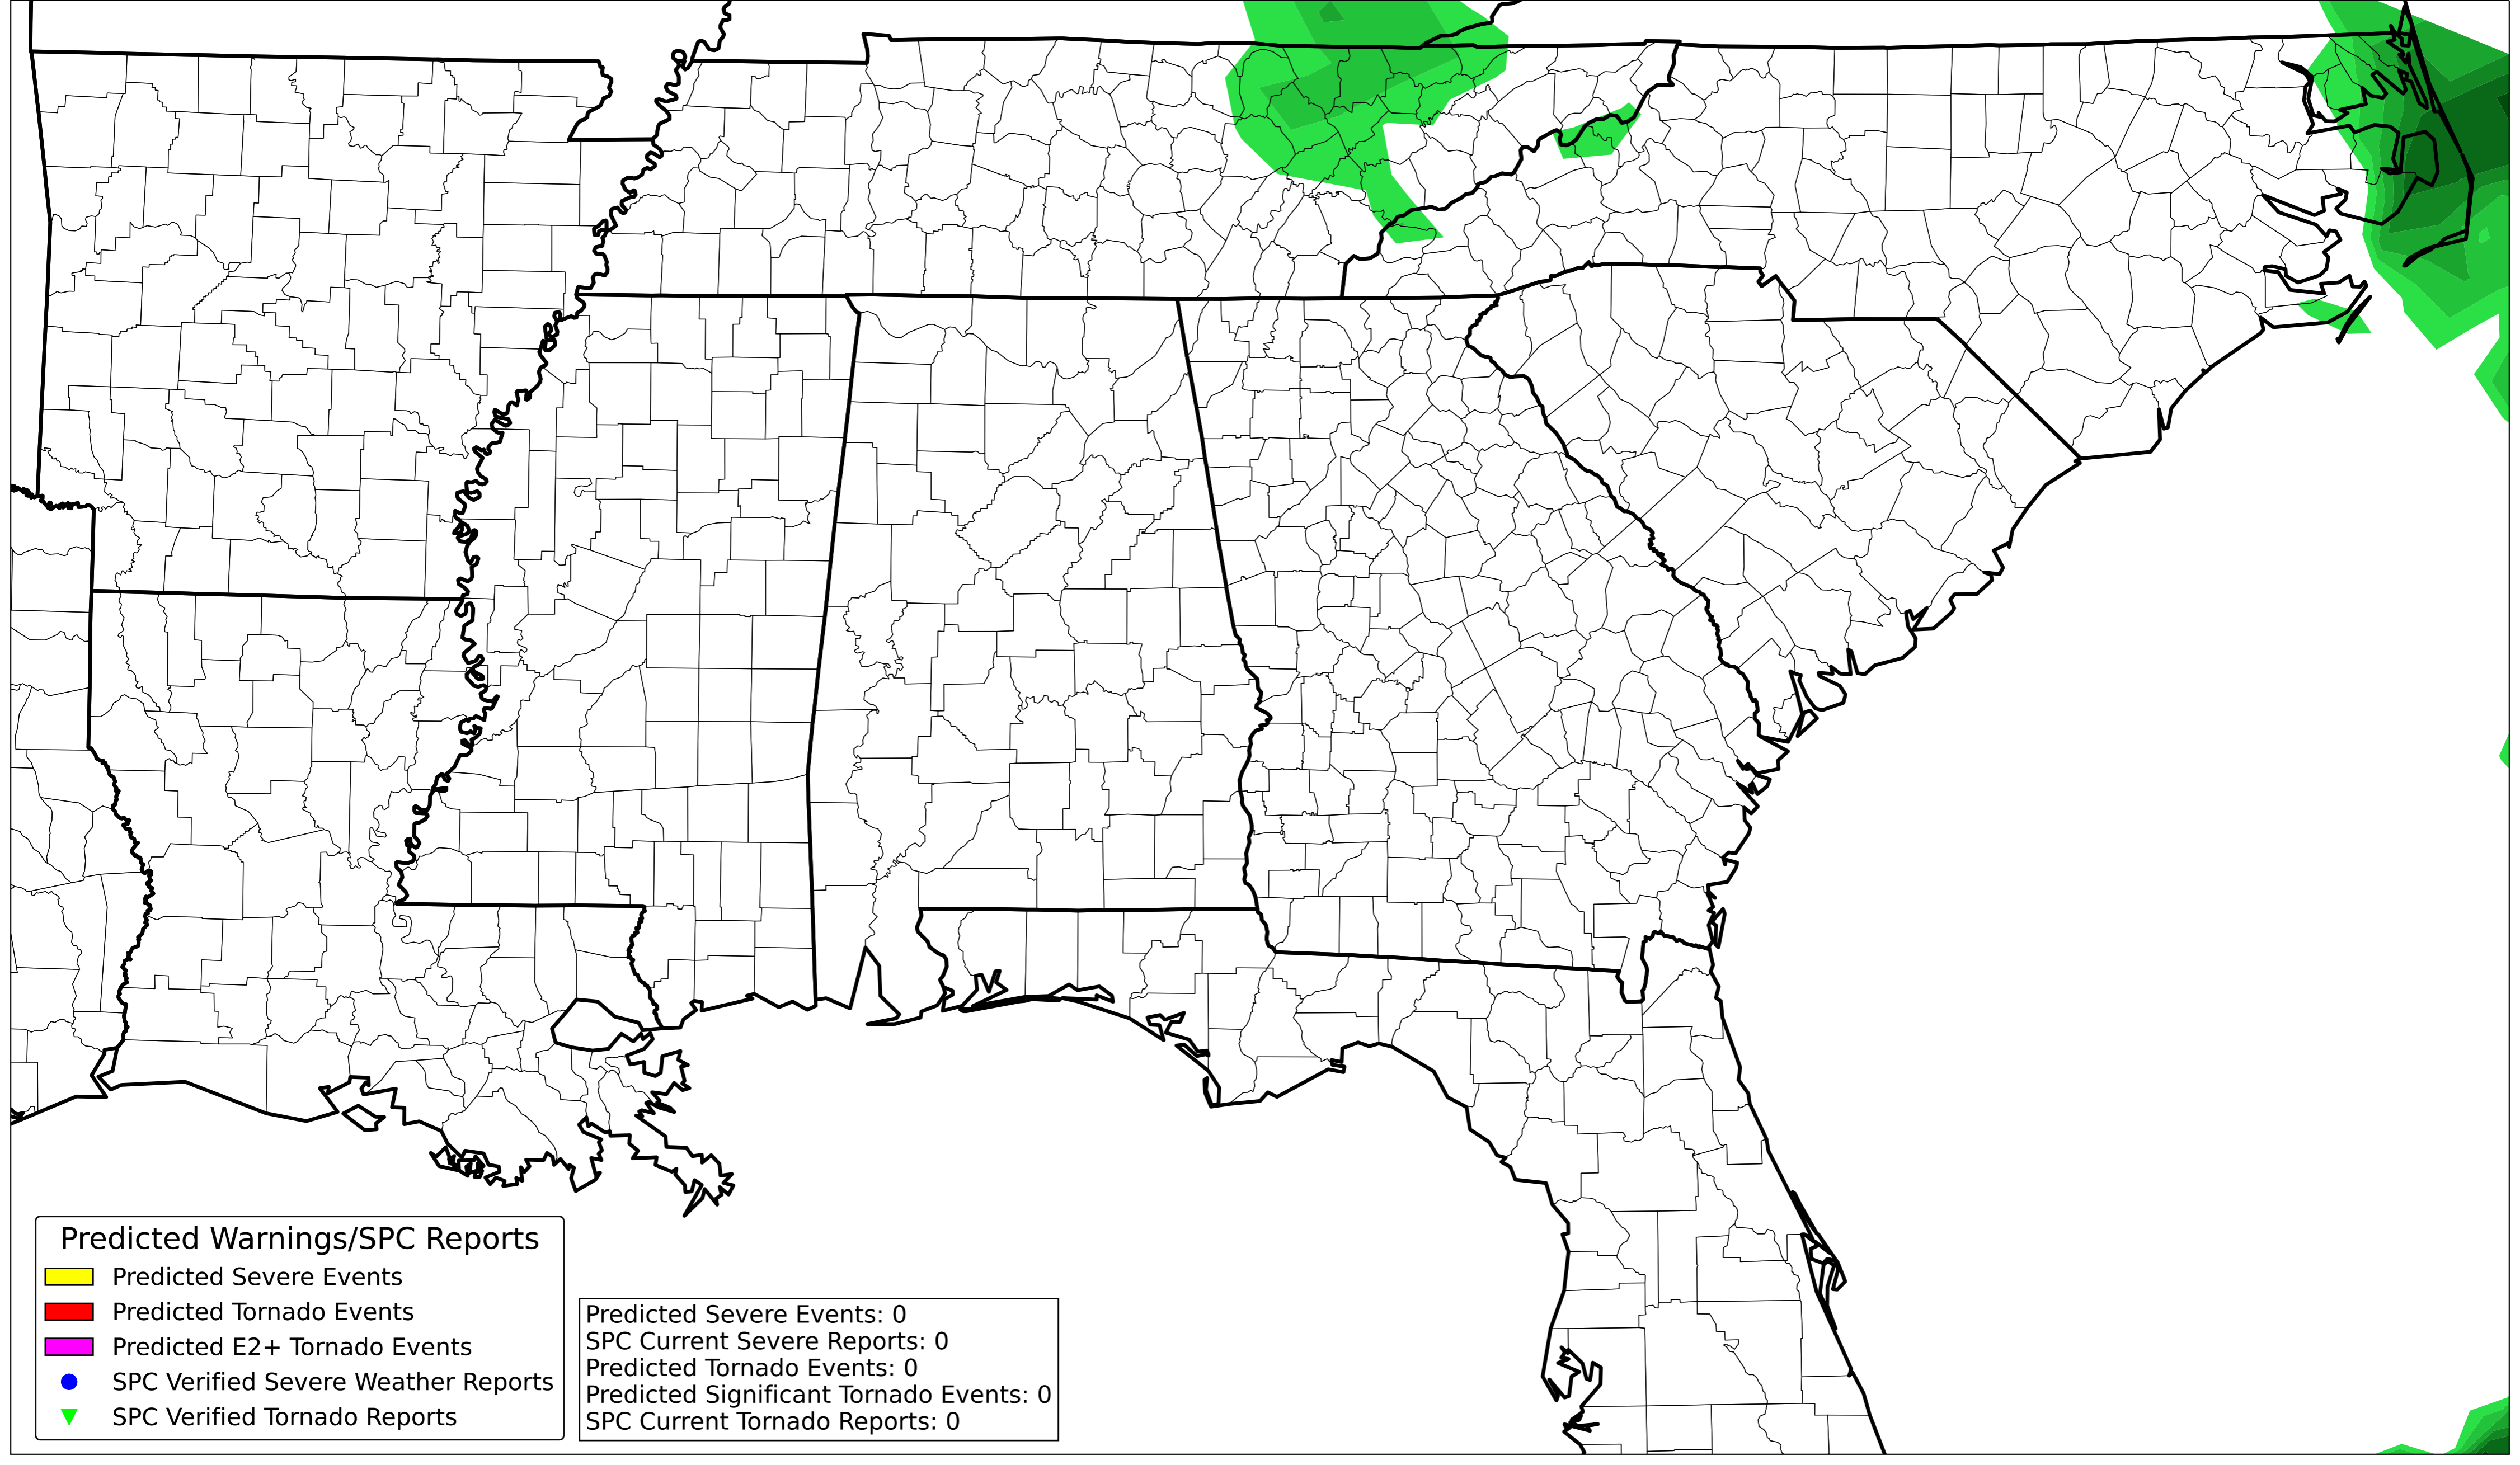 Predicted Warnings/SPC Reports
Predicted Severe Events
Predicted Tornado Events
Predicted E2+ Tornado Events
SPC Verified Severe Weather Reports
SPC Verified Tornado Reports
Predicted Severe Events: 0
SPC Current Severe Reports: 0
Predicted Tornado Events: 0
Predicted Significant Tornado Events: 0
SPC Current Tornado Reports: 0